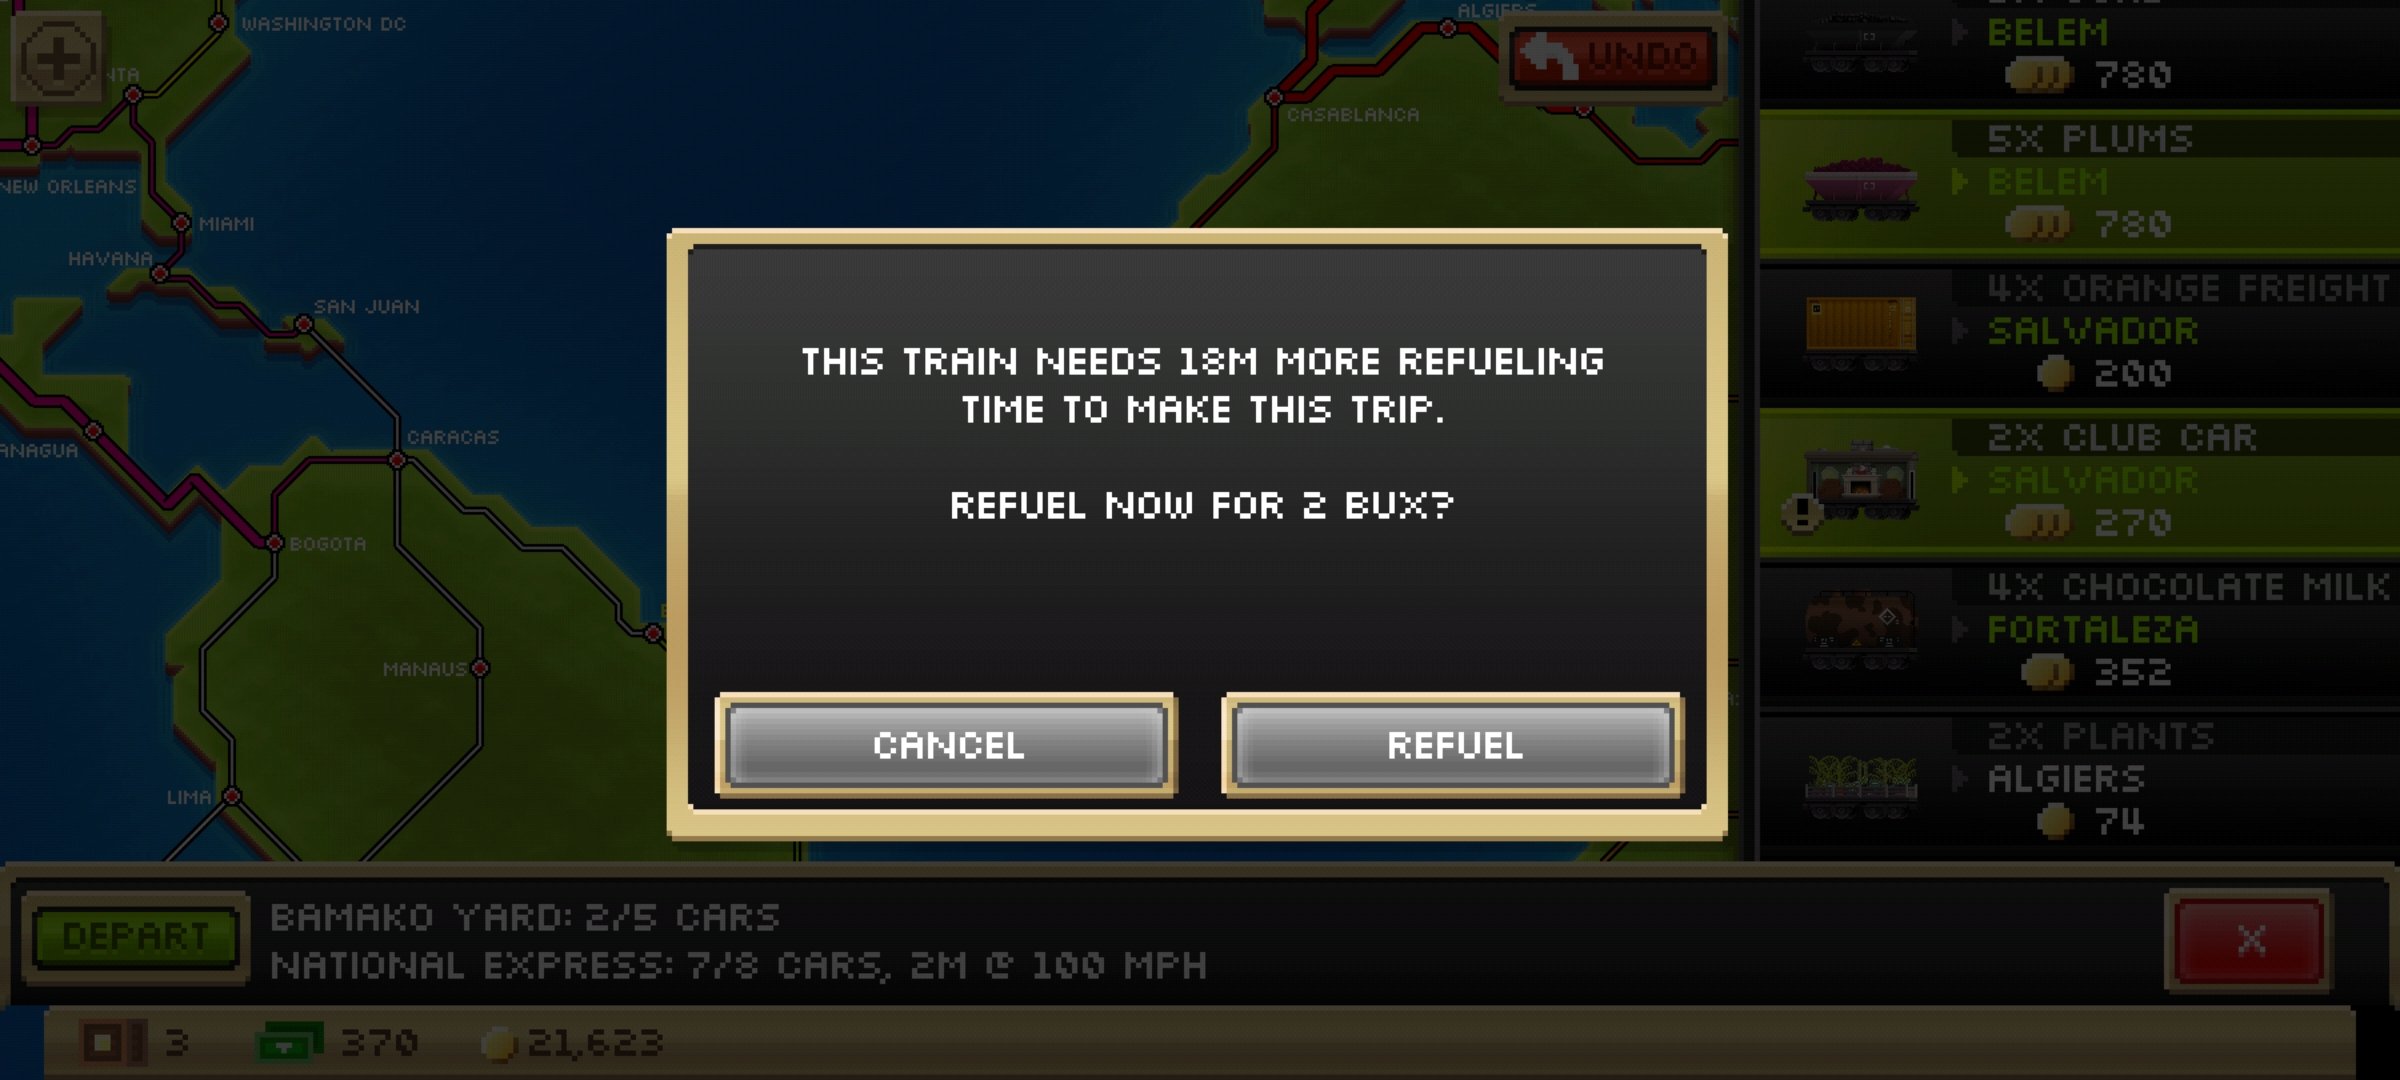 WASHINGTON DC
NTA
NEW ORLEANS
MIAMI
HAVANA
SAN JUAN
CARACAS
ANAGUA
BOGOTA
MANAUS
LIMA
ALGIERS
CASABLANCA
UNDO
BELEM
780
5X PLUMS
BELEM
780
4X ORANGE FREIGHT
SALVADOR
200
2X CLUB CAR
SALVADOR
270
4X CHOCOLATE MILK
FORTALEZA
352
2X PLANTS
ALGIERS
74
THIS TRAIN NEEDS 18M MORE REFUELING
TIME TO MAKE THIS TRIP.
REFUEL NOW FOR 2 BUX?
CANCEL
REFUEL
DEPART
BAMAKO YARD: 2/5 CARS
NATIONAL EXPRESS: 7/8 CARS, 2M @ 100 MPH
X
3
370
21,623